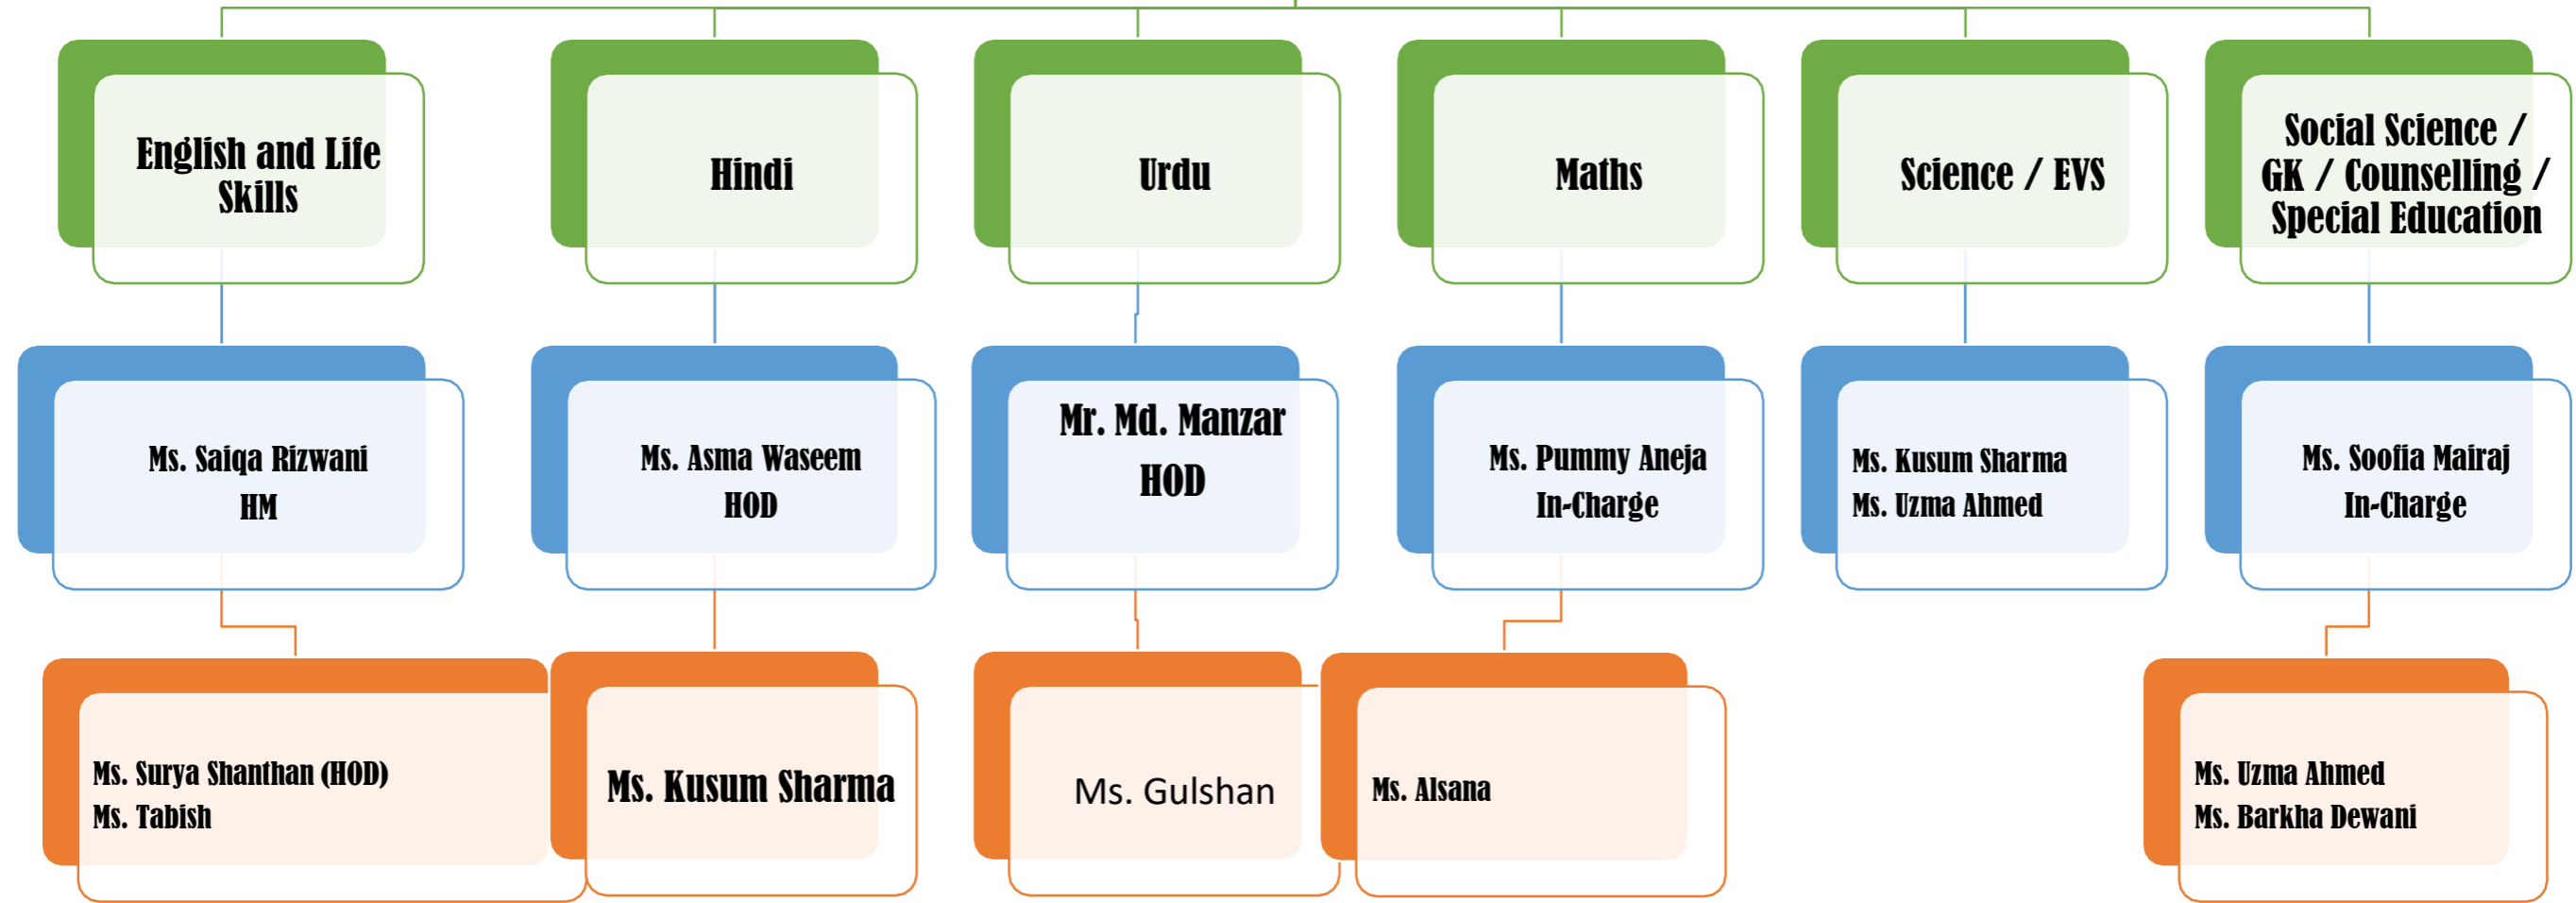 English and Life
Skills
Hindi
Urdu
Maths
Science / EVS
Social Science /
GK / Counselling /
Special Education
Ms. Saiqa Rizwani
HM
Ms. Asma Waseem
HOD
Mr. Md. Manzar
HOD
Ms. Pummy Aneja
In-Charge
Ms. Kusum Sharma
Ms. Uzma Ahmed
Ms. Soofia Mairaj
In-Charge
Ms. Surya Shanthan (HOD)
Ms. Tabish
Ms. Kusum Sharma
Ms. Gulshan
Ms. Alsana
Ms. Uzma Ahmed
Ms. Barkha Dewani